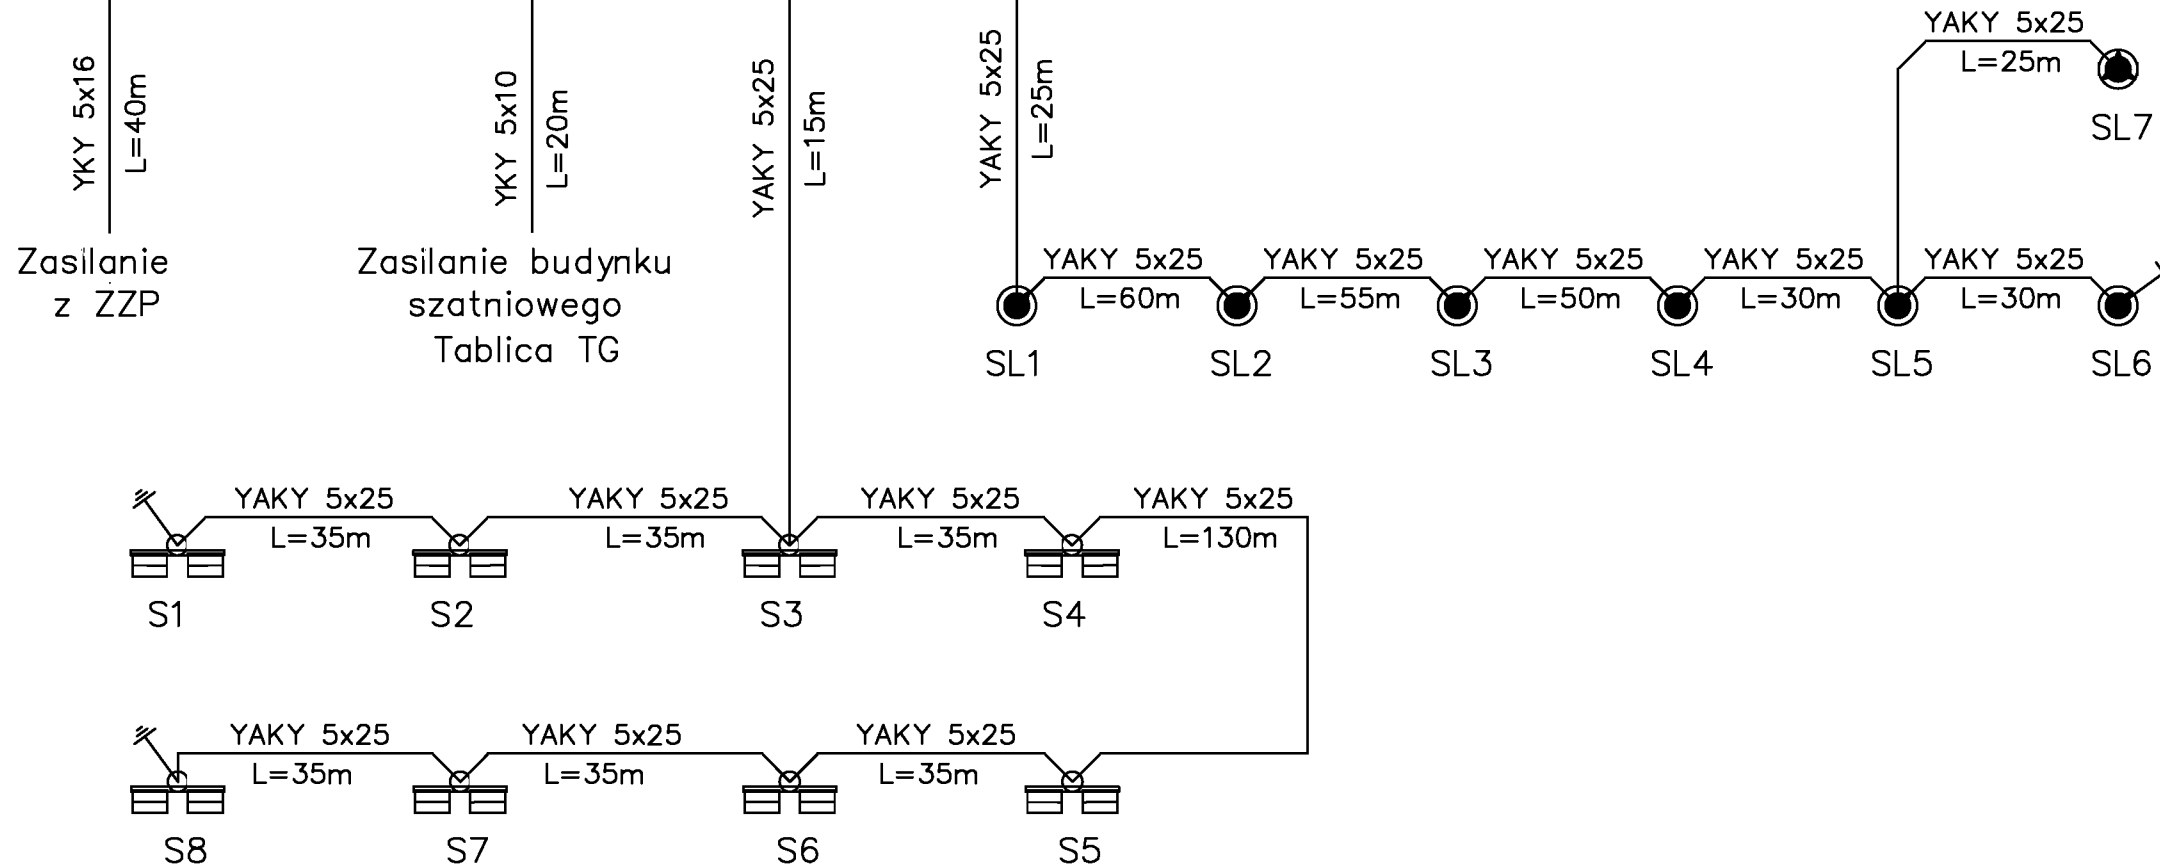 YKY 5x16
L=40m
Zasilanie
z ZZP
YKY 5x10
L=20m
Zasilanie budynku
szatniowego
Tablica TG
YAKY 5x25
L=15m
YAKY 5x25
L=25m
YAKY 5x25
L=25m
SL7
YAKY 5x25
L=60m
YAKY 5x25
L=55m
YAKY 5x25
L=50m
YAKY 5x25
L=30m
YAKY 5x25
L=30m
SL1
SL2
SL3
SL4
SL5
SL6
YAKY 5x25
L=35m
YAKY 5x25
L=35m
YAKY 5x25
L=35m
YAKY 5x25
L=130m
S1
S2
S3
S4
YAKY 5x25
L=35m
YAKY 5x25
L=35m
YAKY 5x25
L=35m
S8
S7
S6
S5